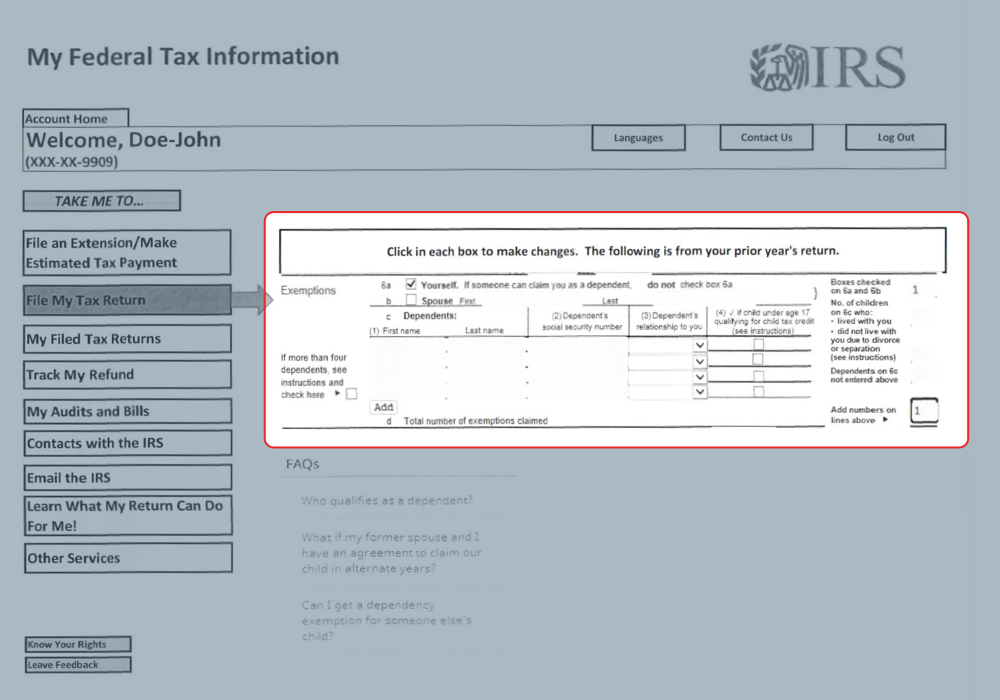 My Federal Tax Information
IRS
Account Home
Welcome, Doe-John
(XXX-XX-9909)
Languages
Contact Us
Log Out
TAKE ME TO...
File an Extension/Make
Estimated Tax Payment
File My Tax Return
My Filed Tax Returns
Track My Refund
My Audits and Bills
Contacts with the IRS
Email the IRS
Learn What My Return Can Do
For Me!
Other Services
Know Your Rights
Leave Feedback
Click in each box to make changes. The following is from your prior year's return.
Exemptions
6a Yourself. If someone can claim you as a dependent, do not check box 6a
b Spouse First Last
c Dependents:
(1) First name Last name
(2) Dependent's
social security number
(3) Dependent's
relationship to you
(4) ✓ if child under age 17
qualifying for child tax credit
(see instructions)
If more than four
dependents, see
instructions and
check here ▶
Add
d Total number of exemptions claimed
}
Boxes checked
on 6a and 6b 1
No. of children
on 6c who:
• lived with you
• did not live with
you due to divorce
or separation
(see instructions)
Dependents on 6c
not entered above
Add numbers on
lines above ▶ 1
FAQs
Who qualifies as a dependent?
What if my former spouse and I
have an agreement to claim our
child in alternate years?
Can I get a dependency
exemption for someone else's
child?